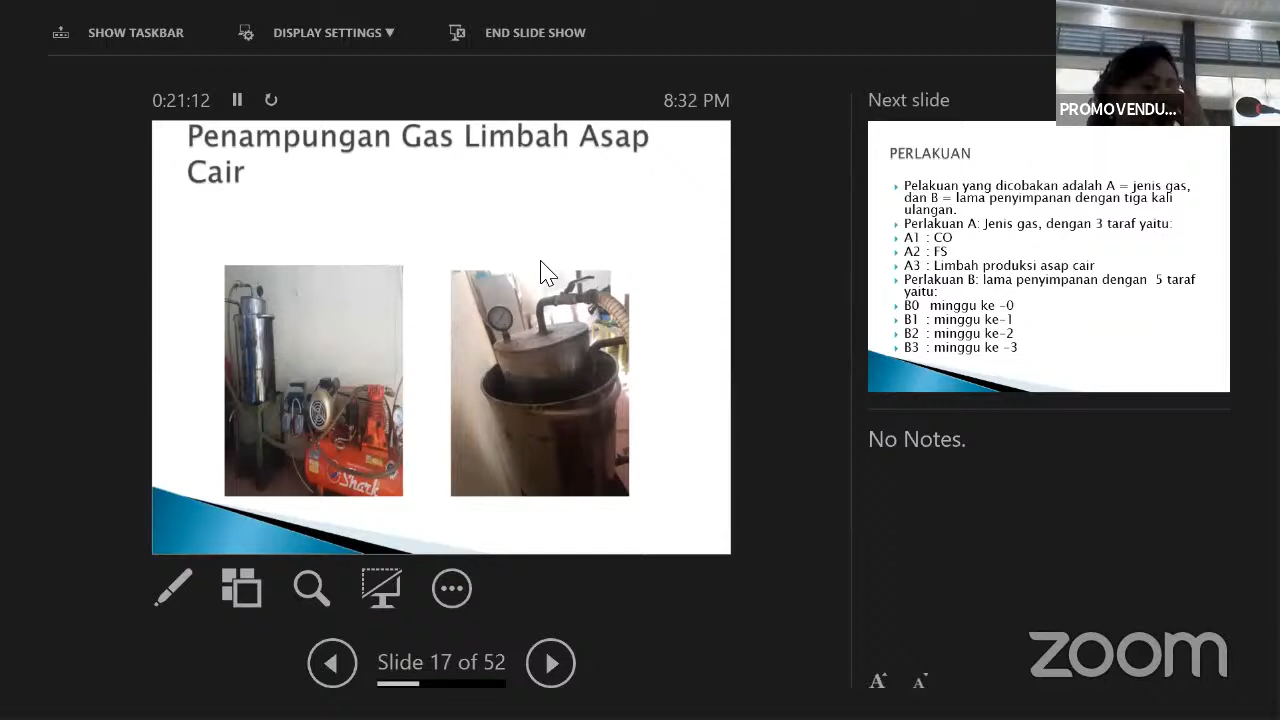 SHOW TASKBAR
DISPLAY SETTINGS ▼
END SLIDE SHOW
PROMOVENDU...
0:21:12
8:32 PM
Penampungan Gas Limbah Asap
Cair
Shark
Next slide
PERLAKUAN
Pelakuan yang dicobakan adalah A = jenis gas,
dan B = lama penyimpanan dengan tiga kali
ulangan.
Perlakuan A: Jenis gas, dengan 3 taraf yaitu:
A1 : CO
A2 : FS
A3 : Limbah produksi asap cair
Perlakuan B: lama penyimpanan dengan 5 taraf
yaitu:
B0 minggu ke -0
B1 : minggu ke-1
B2 : minggu ke-2
B3 : minggu ke -3
No Notes.
Slide 17 of 52
A A
zoom